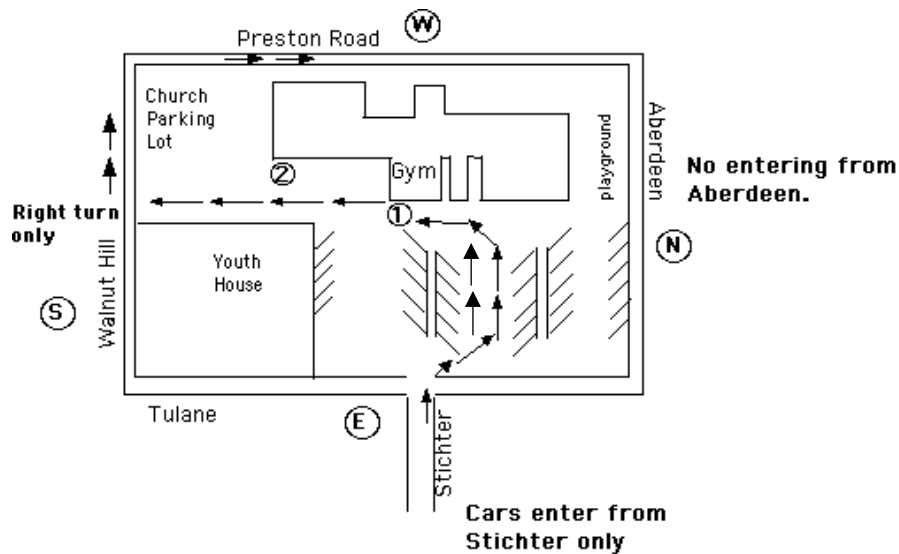 W
Preston Road
Church
Parking
Lot
Aberdeen
playground
No entering from
Aberdeen.
2
Gym
1
Right turn
only
Walnut Hill
Youth
House
N
S
Tulane
E
Stichter
Cars enter from
Stichter only